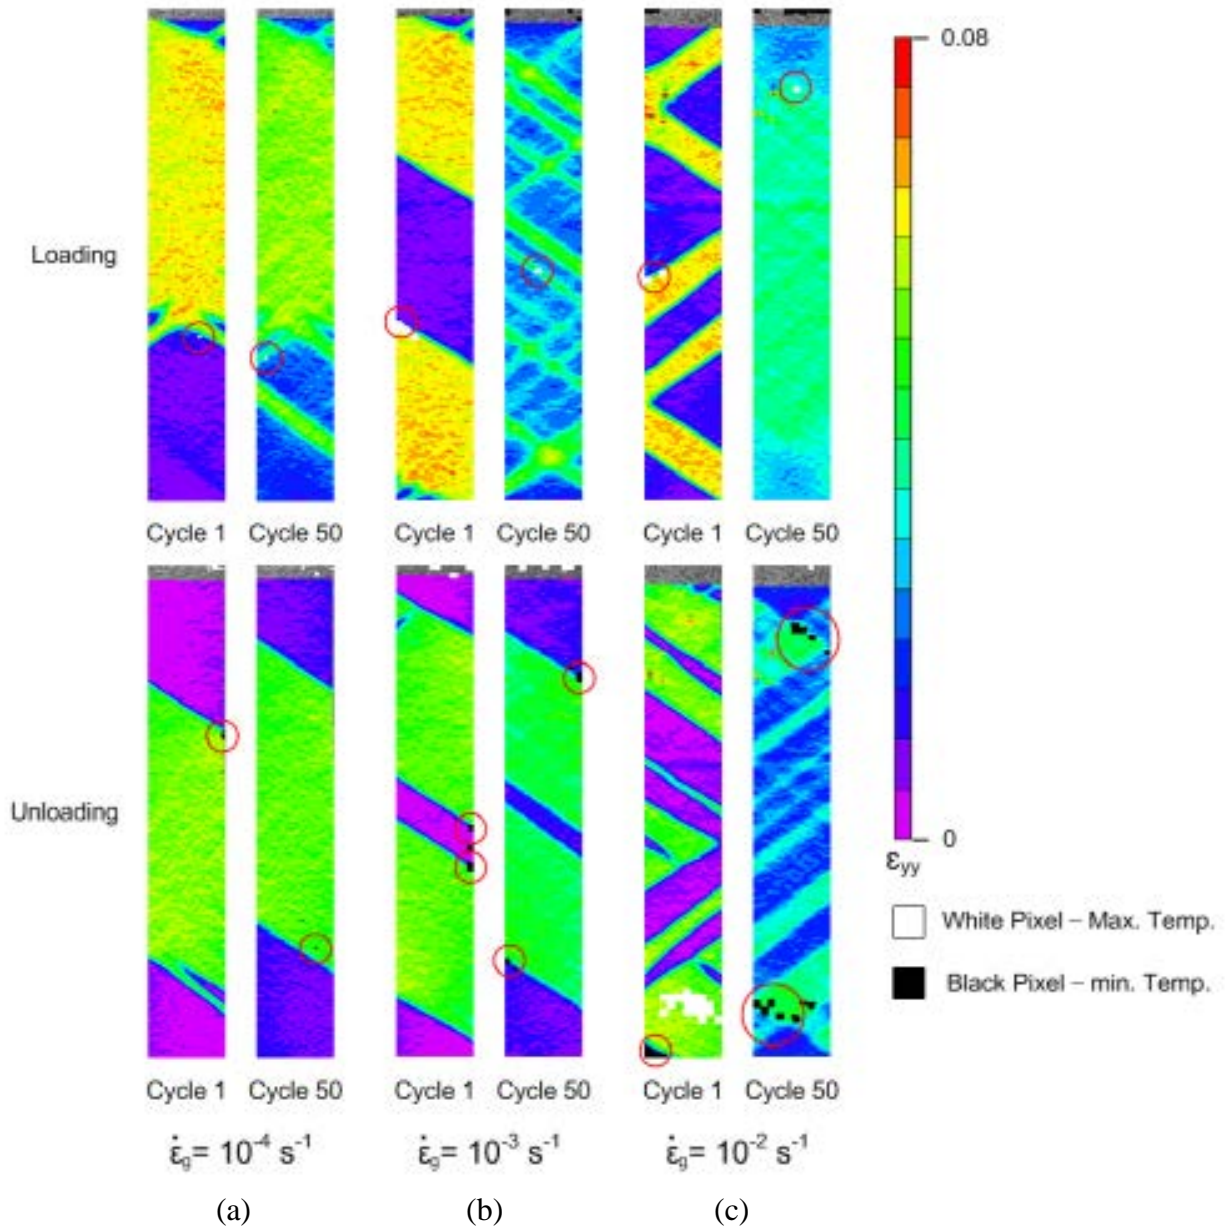 0.08
Loading
Cycle 1 Cycle 50 Cycle 1 Cycle 50 Cycle 1 Cycle 50
Unloading
0
εyy
White Pixel – Max. Temp.
Black Pixel – min. Temp.
Cycle 1 Cycle 50 Cycle 1 Cycle 50 Cycle 1 Cycle 50
ε̇g= 10⁻⁴ s⁻¹ ε̇g= 10⁻³ s⁻¹ ε̇g= 10⁻² s⁻¹
(a) (b) (c)